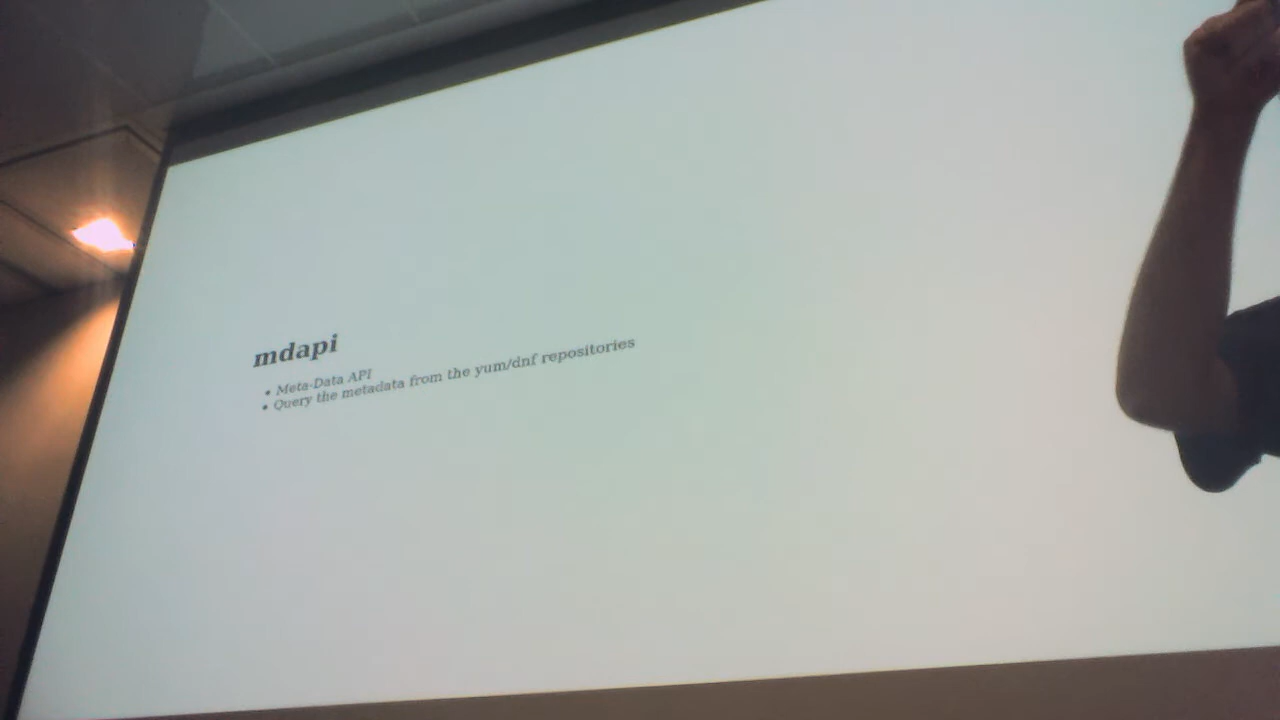 mdapi
• Meta-Data API
• Query the metadata from the yum/dnf repositories